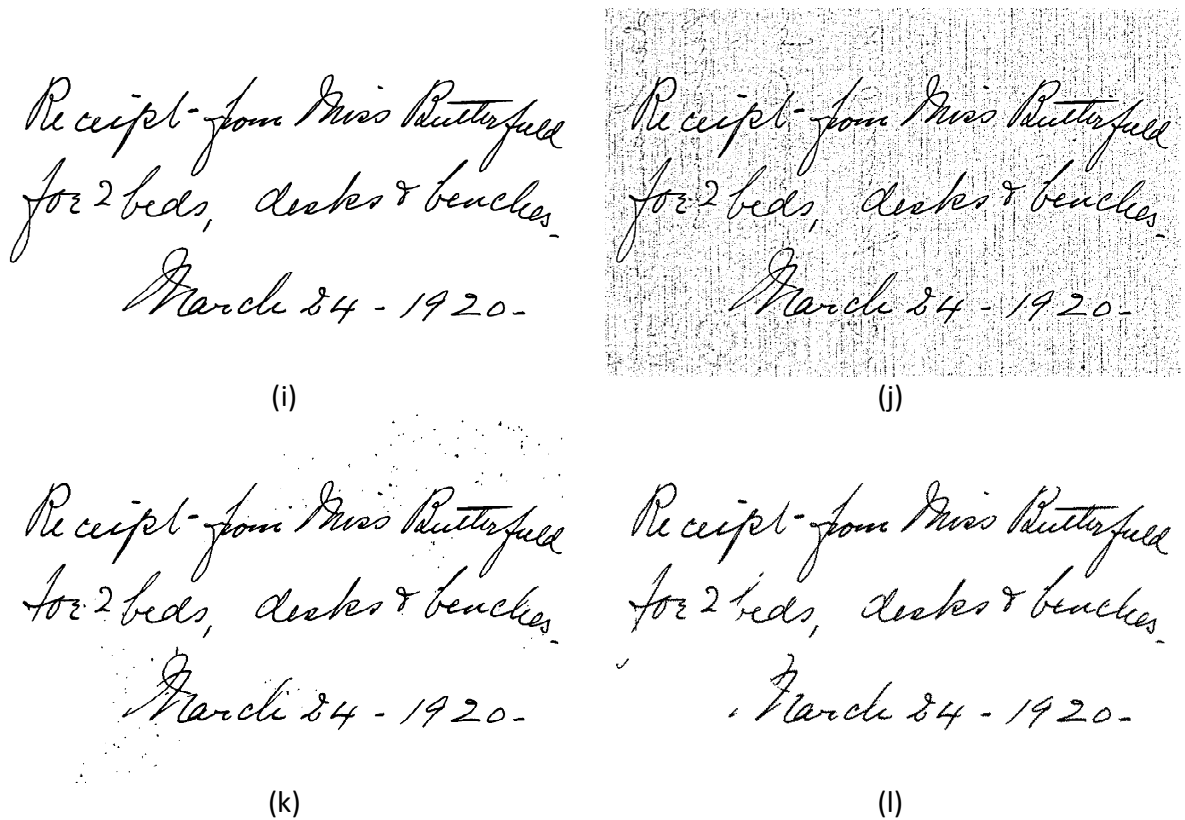 Receipt - from Miss Butterfield
for 2 beds, desks & benches.
March 24 - 1920 -
(i)
Receipt - from Miss Butterfield
for 2 beds, desks & benches.
March 24 - 1920 -
(j)
Receipt - from Miss Butterfield
for 2 beds, desks & benches.
March 24 - 1920 -
(k)
Receipt - from Miss Butterfield
for 2 beds, desks & benches.
March 24 - 1920 -
(l)